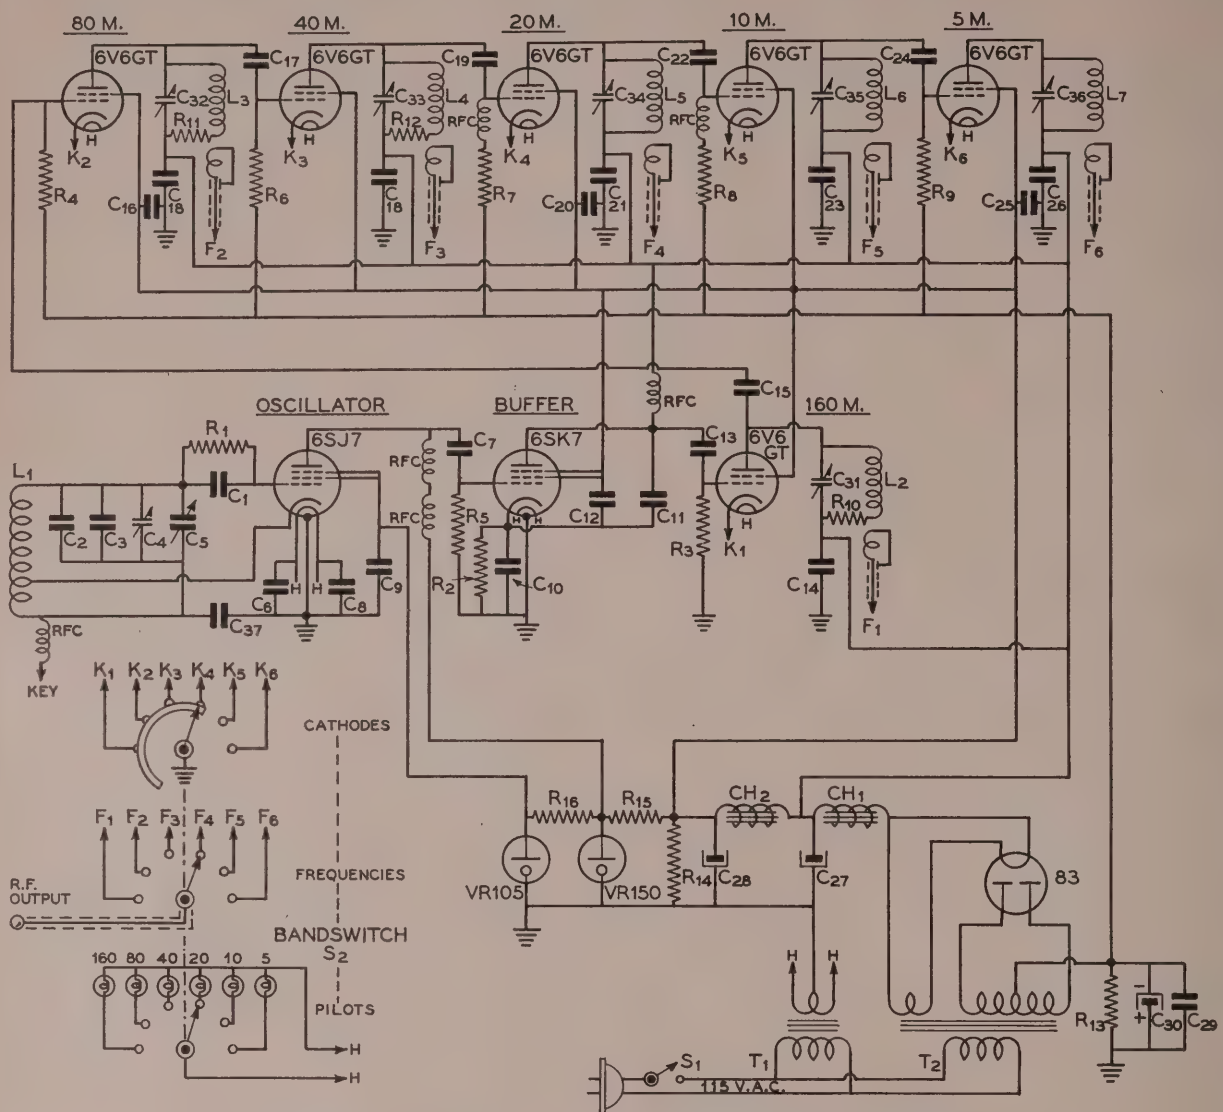 80 M. 40 M. 20 M. 10 M. 5 M.
6V6GT C17 6V6GT C19 6V6GT C22 6V6GT C24 6V6GT
C32 L3 C33 L4 C34 L5 C35 L6 C36 L7
R11 R12 RFC RFC
H H H H H
K2 K3 K4 K5 K6
R4 C16 C18 R6 C18 R7 C20 C21 R8 C23 R9 C25 C26
F2 F3 F4 F5 F6
C15
RFC
OSCILLATOR BUFFER 160 M.
R1 6SJ7 C7 6SK7 C13 6V6
GT
L1 RFC C31 L2
C1 R10
C2 C3 C4 C5 RFC R5 H H C12 C11 R3 K1 H
C6 H H C8 C9 R2 C10 C14
C37 F1
RFC
KEY
K1 K2 K3 K4 K5 K6
CATHODES
F1 F2 F3 F4 F5 F6
R.F.
OUTPUT
FREQUENCIES
BANDSWITCH
S2
160 80 40 20 10 5
PILOTS
H
H
R16 R15 CH2 CH1
VR105 VR150 R14 C28 C27 83
H H
R13 C30 C29
-
+
S1 T1 T2
115 V.A.C.